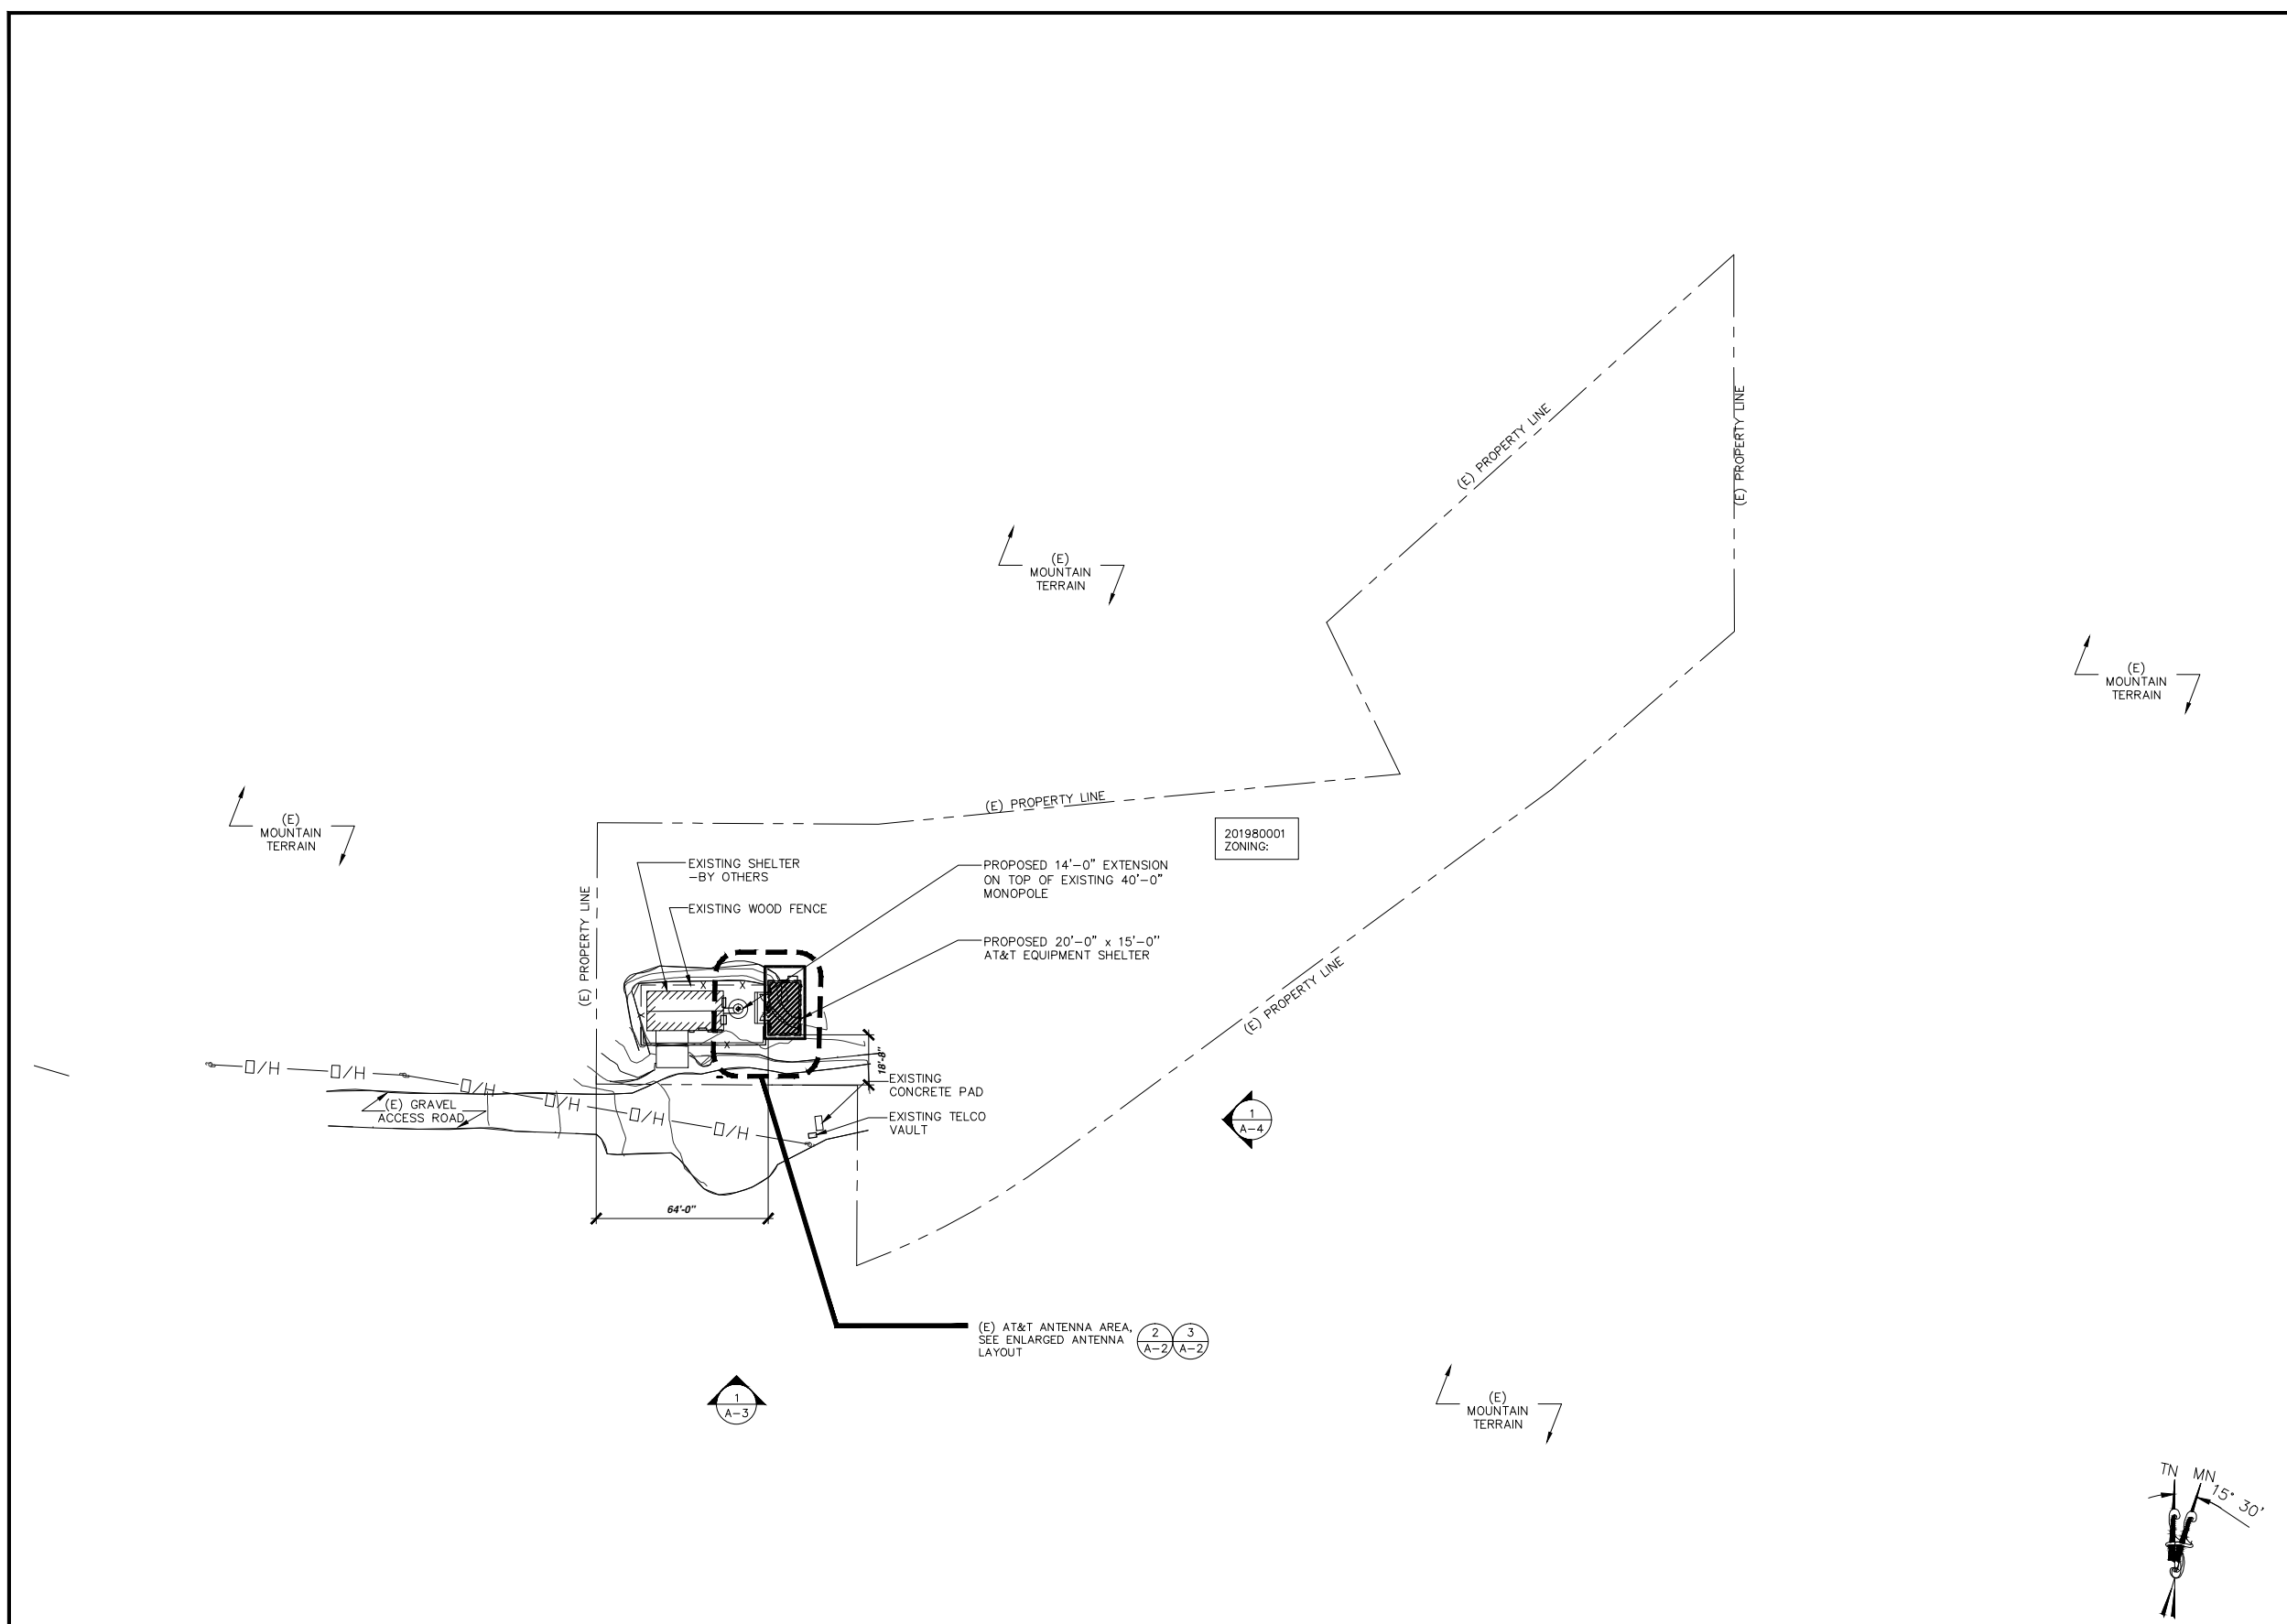 (E) PROPERTY LINE
(E) PROPERTY LINE
(E)
MOUNTAIN
TERRAIN
(E)
MOUNTAIN
TERRAIN
(E) PROPERTY LINE
(E)
MOUNTAIN
TERRAIN
201980001
ZONING:
EXISTING SHELTER
-BY OTHERS
PROPOSED 14'-0" EXTENSION
ON TOP OF EXISTING 40'-0"
MONOPOLE
EXISTING WOOD FENCE
(E) PROPERTY LINE
PROPOSED 20'-0" x 15'-0"
AT&T EQUIPMENT SHELTER
(E) PROPERTY LINE
X X X
X
X
18'-8"
O/H O/H O/H O/H O/H O/H
EXISTING
CONCRETE PAD
(E) GRAVEL
ACCESS ROAD
EXISTING TELCO
VAULT
1
A-4
64'-0"
(E) AT&T ANTENNA AREA,
SEE ENLARGED ANTENNA
LAYOUT
2
A-2
3
A-2
1
A-3
(E)
MOUNTAIN
TERRAIN
TN MN
15° 30'